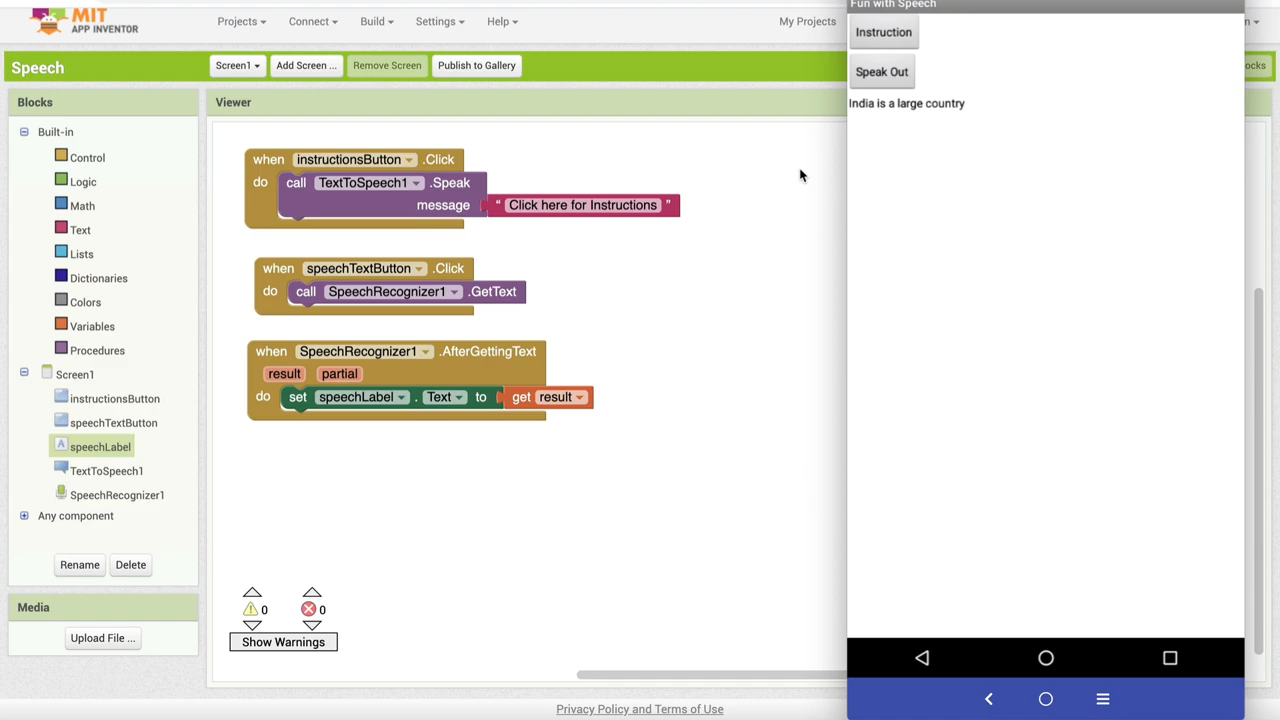 MIT
APP INVENTOR
Projects
Connect
Build
Settings
Help
My Projects
Speech
Screen1
Add Screen ...
Remove Screen
Publish to Gallery
Blocks
Viewer
Built-in
Control
Logic
Math
Text
Lists
Dictionaries
Colors
Variables
Procedures
Screen1
instructionsButton
speechTextButton
A speechLabel
TextToSpeech1
SpeechRecognizer1
Any component
Rename
Delete
Media
Upload File ...
when instructionsButton .Click
do call TextToSpeech1 .Speak
message " Click here for Instructions "
when speechTextButton .Click
do call SpeechRecognizer1 .GetText
when SpeechRecognizer1 .AfterGettingText
result partial
do set speechLabel . Text to get result
0
0
Show Warnings
Privacy Policy and Terms of Use
Fun with Speech
Instruction
Speak Out
India is a large country